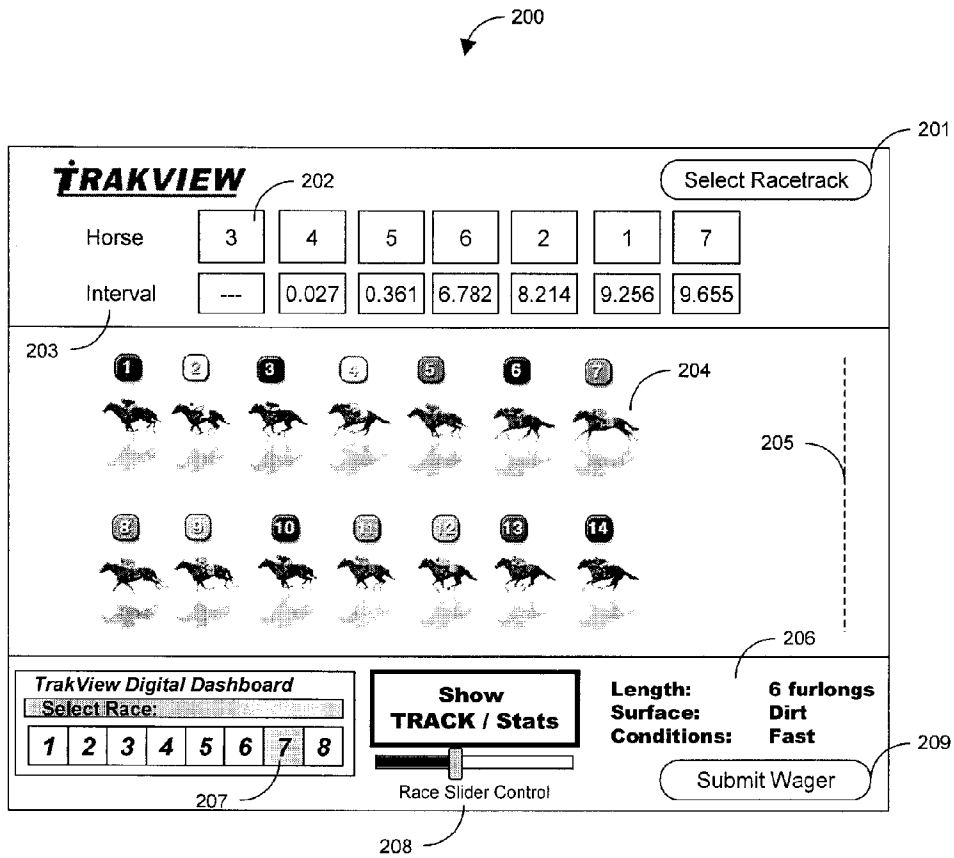 200
201
TRAKVIEW
202
Select Racetrack
Horse 3 4 5 6 2 1 7
Interval --- 0.027 0.361 6.782 8.214 9.256 9.655
203
1 2 3 4 5 6 7
204
205
8 9 10 11 12 13 14
206
TrakView Digital Dashboard
Select Race:
1 2 3 4 5 6 7 8
207
Show
TRACK / Stats
Race Slider Control
208
Length: 6 furlongs
Surface: Dirt
Conditions: Fast
209
Submit Wager